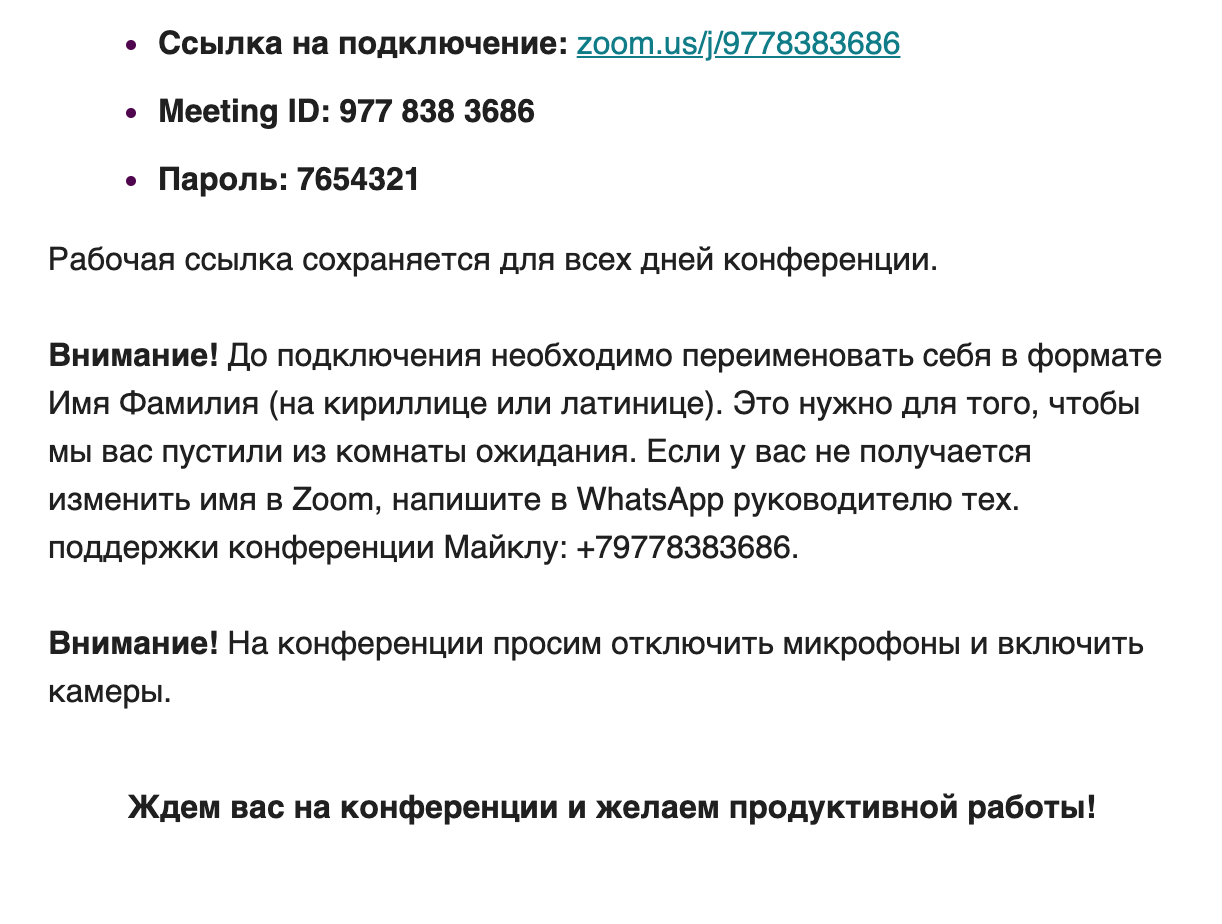 • Ссылка на подключение: zoom.us/j/9778383686
• Meeting ID: 977 838 3686
• Пароль: 7654321
Рабочая ссылка сохраняется для всех дней конференции.
Внимание! До подключения необходимо переименовать себя в формате
Имя Фамилия (на кириллице или латинице). Это нужно для того, чтобы
мы вас пустили из комнаты ожидания. Если у вас не получается
изменить имя в Zoom, напишите в WhatsApp руководителю тех.
поддержки конференции Майклу: +79778383686.
Внимание! На конференции просим отключить микрофоны и включить
камеры.
Ждем вас на конференции и желаем продуктивной работы!